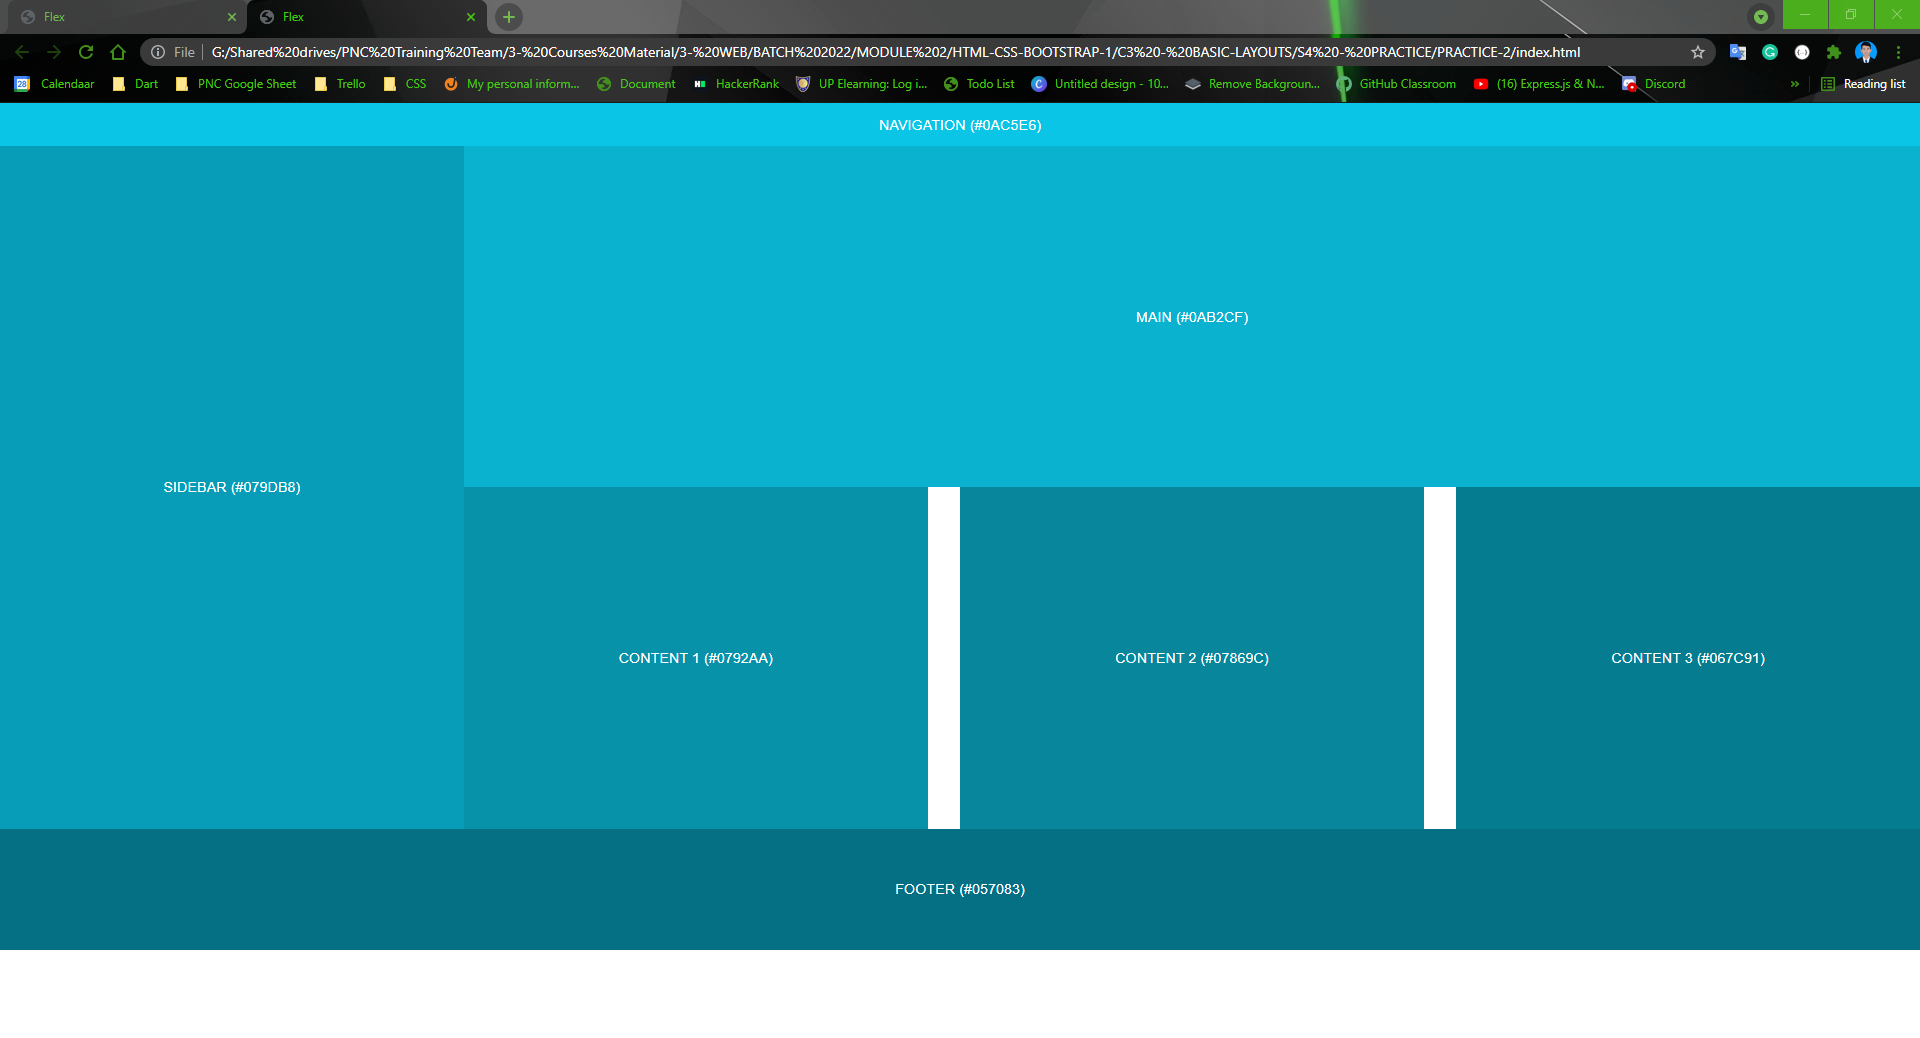 Flex
Flex
File
G:/Shared%20drives/PNC%20Training%20Team/3-%20Courses%20Material/3-%20WEB/BATCH%202022/MODULE%202/HTML-CSS-BOOTSTRAP-1/C3%20-%20BASIC-LAYOUTS/S4%20-%20PRACTICE/PRACTICE-2/index.html
28 Calendaar
Dart
PNC Google Sheet
Trello
CSS
My personal inform...
Document
HackerRank
UP Elearning: Log i...
Todo List
Untitled design - 10...
Remove Backgroun...
GitHub Classroom
(16) Express.js & N...
Discord
Reading list
NAVIGATION (#0AC5E6)
MAIN (#0AB2CF)
SIDEBAR (#079DB8)
CONTENT 1 (#0792AA)
CONTENT 2 (#07869C)
CONTENT 3 (#067C91)
FOOTER (#057083)